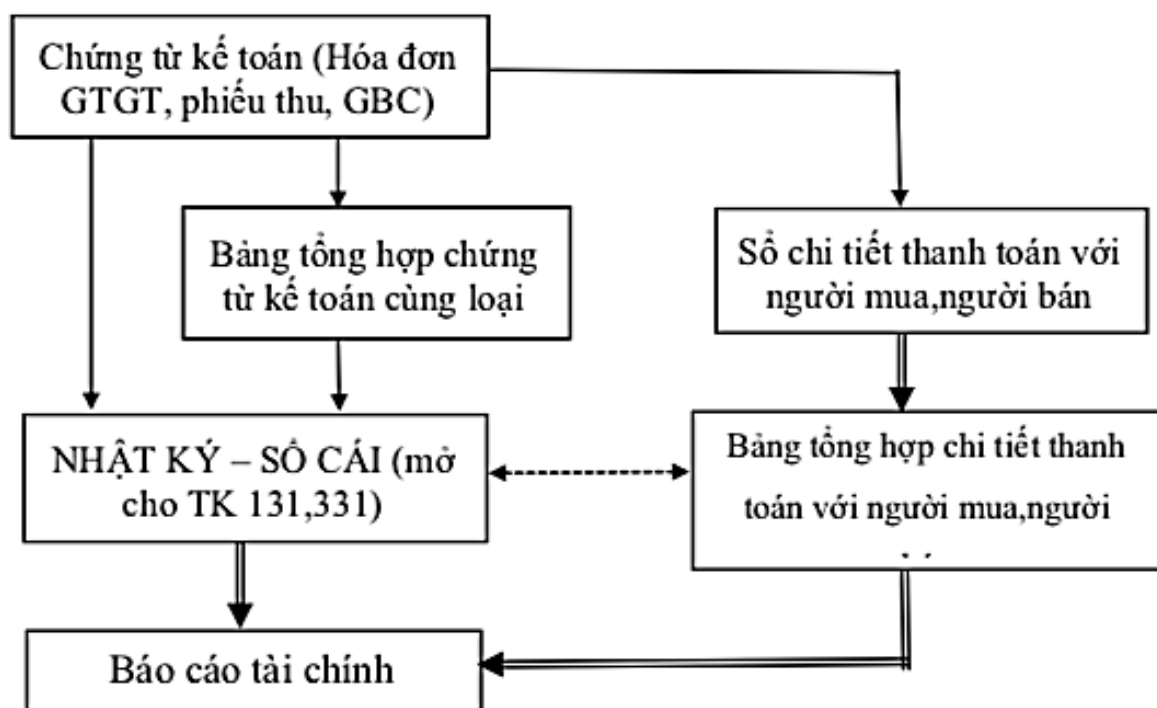 Chứng từ kế toán (Hóa đơn
GTGT, phiếu thu, GBC)
Bảng tổng hợp chứng
từ kế toán cùng loại
Sổ chi tiết thanh toán với
người mua,người bán
NHẬT KÝ – SỔ CÁI (mở
cho TK 131,331)
Bảng tổng hợp chi tiết thanh
toán với người mua,người
Báo cáo tài chính